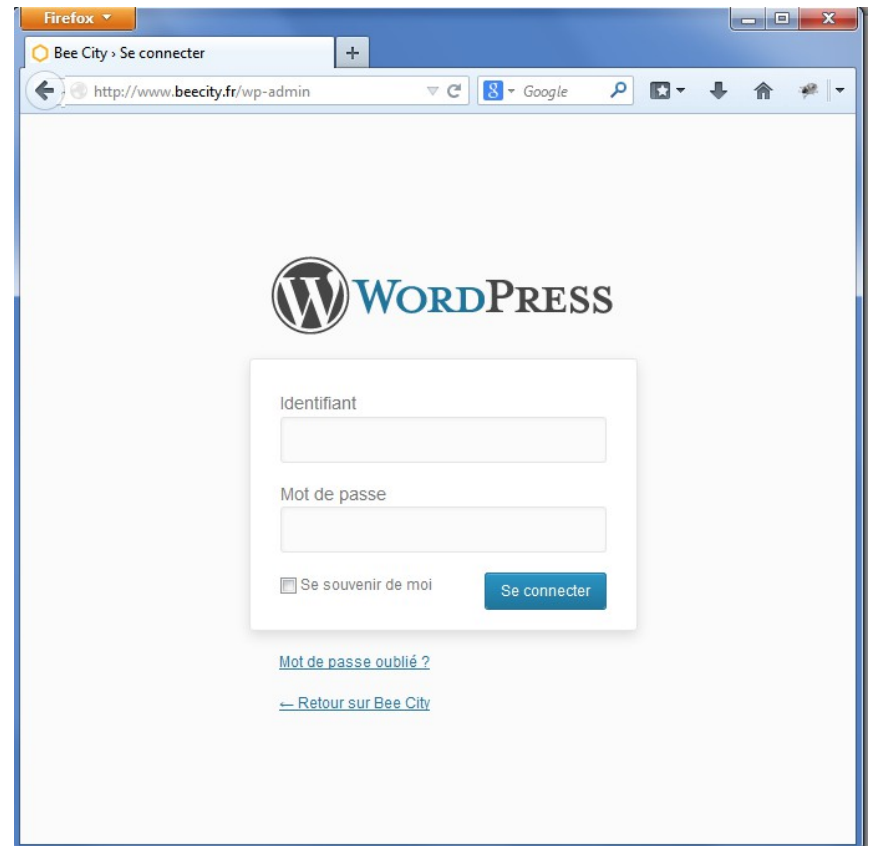 Firefox
Bee City › Se connecter
http://www.beecity.fr/wp-admin
8 Google
WORDPRESS
Identifiant
Mot de passe
Se souvenir de moi
Se connecter
Mot de passe oublié ?
← Retour sur Bee City